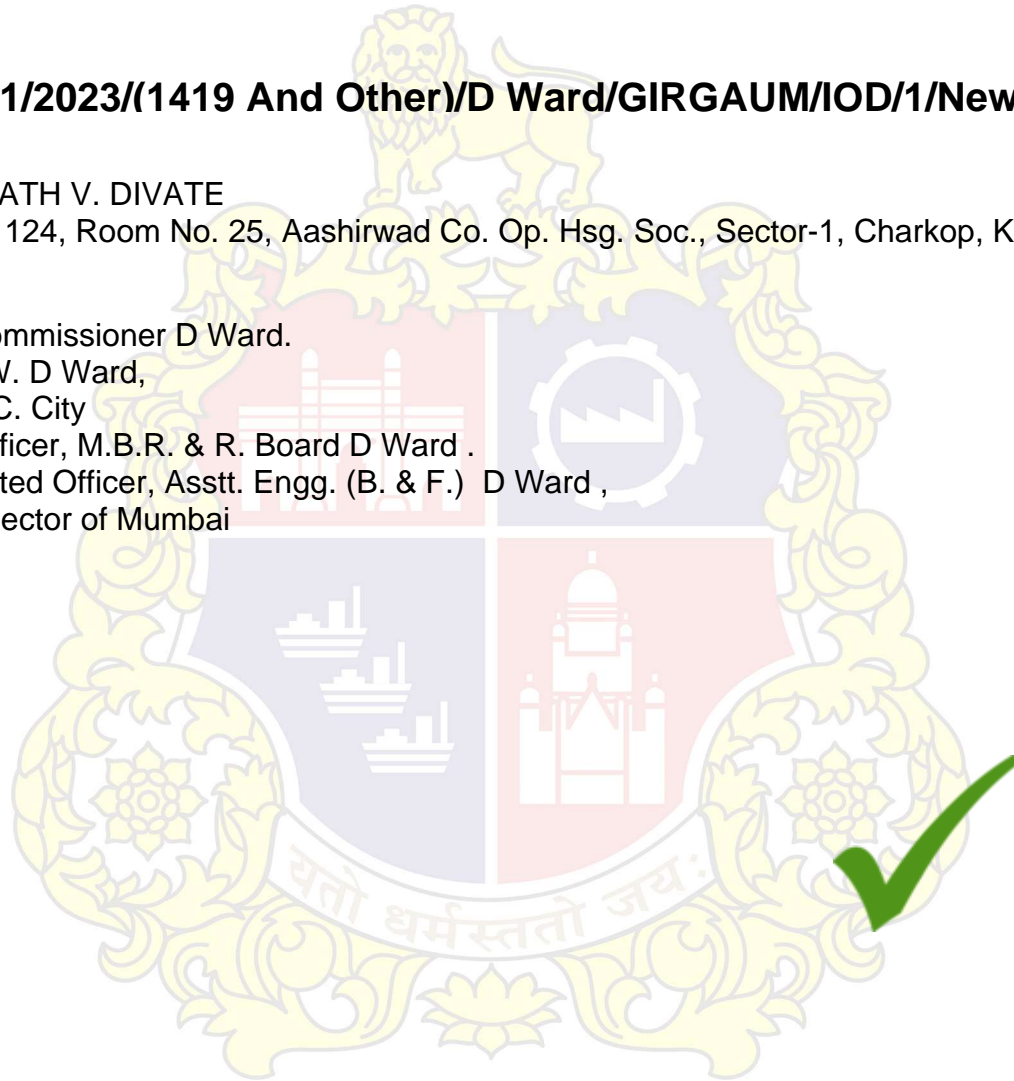 1/2023/(1419 And Other)/D Ward/GIRGAUM/IOD/1/New
ATH V. DIVATE
124, Room No. 25, Aashirwad Co. Op. Hsg. Soc., Sector-1, Charkop, K
ommissioner D Ward.
V. D Ward,
C. City
ficer, M.B.R. & R. Board D Ward .
ted Officer, Asstt. Engg. (B. & F.) D Ward ,
ector of Mumbai
यतो धर्मस्ततो जय: